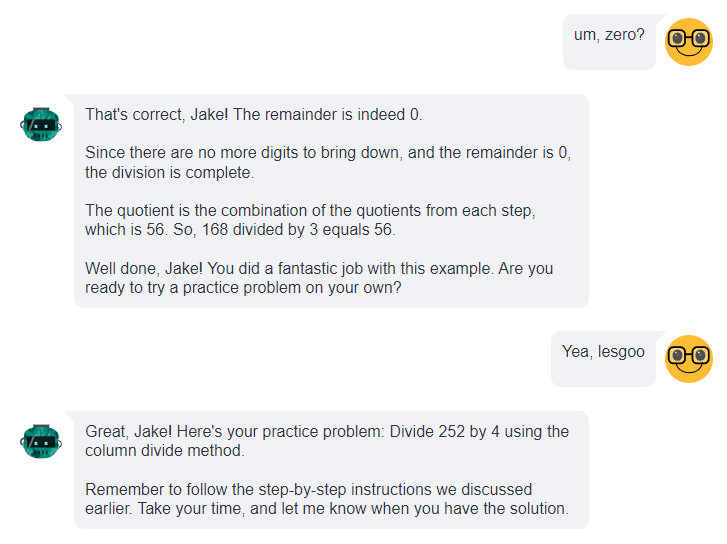 um, zero?
That's correct, Jake! The remainder is indeed 0.
Since there are no more digits to bring down, and the remainder is 0,
the division is complete.
The quotient is the combination of the quotients from each step,
which is 56. So, 168 divided by 3 equals 56.
Well done, Jake! You did a fantastic job with this example. Are you
ready to try a practice problem on your own?
Yea, lesgoo
Great, Jake! Here's your practice problem: Divide 252 by 4 using the
column divide method.
Remember to follow the step-by-step instructions we discussed
earlier. Take your time, and let me know when you have the solution.